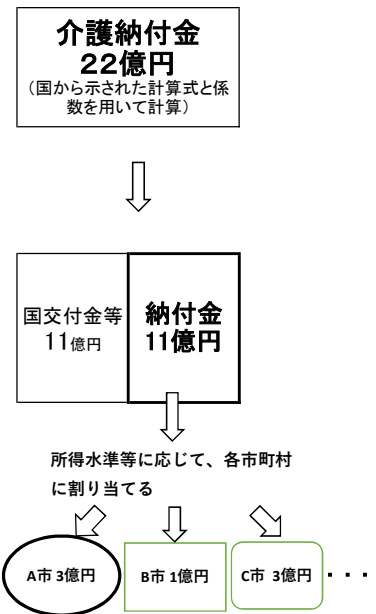 介護納付金
22億円
（国から示された計算式と係
数を用いて計算）
国交付金等
11億円
納付金
11億円
所得水準等に応じて、各市町村
に割り当てる
A市 3億円
B市 1億円
C市 3億円
・・・